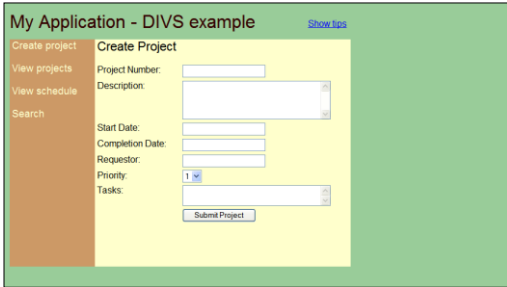 My Application - DIVS example
Show tips
Create project
View projects
View schedule
Search
Create Project
Project Number:
Description:
Start Date:
Completion Date:
Requestor:
Priority:
1
Tasks:
Submit Project